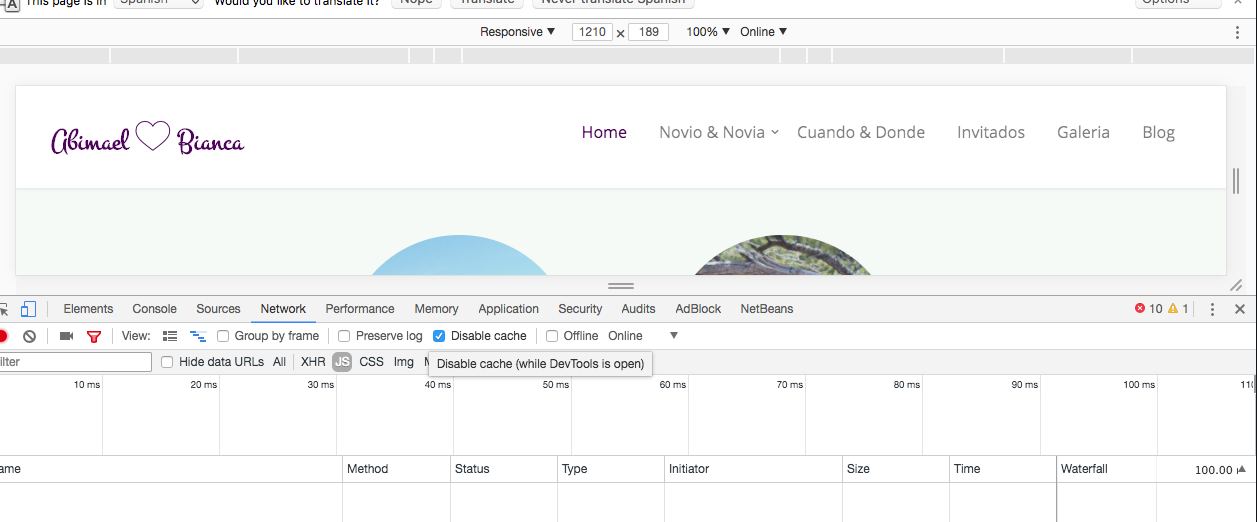 A This page is in Spanish Would you like to translate it? Nope Translate Never translate Spanish Options
Responsive ▼ 1210 × 189 100% ▼ Online ▼
Abimael Bianca
Home Novio & Novia Cuando & Donde Invitados Galeria Blog
Elements Console Sources Network Performance Memory Application Security Audits AdBlock NetBeans 10 1
View: Group by frame Preserve log Disable cache Offline Online ▼
ilter Hide data URLs All XHR JS CSS Img M
Disable cache (while DevTools is open)
10 ms 20 ms 30 ms 40 ms 50 ms 60 ms 70 ms 80 ms 90 ms 100 ms 110
ame Method Status Type Initiator Size Time Waterfall 100.00